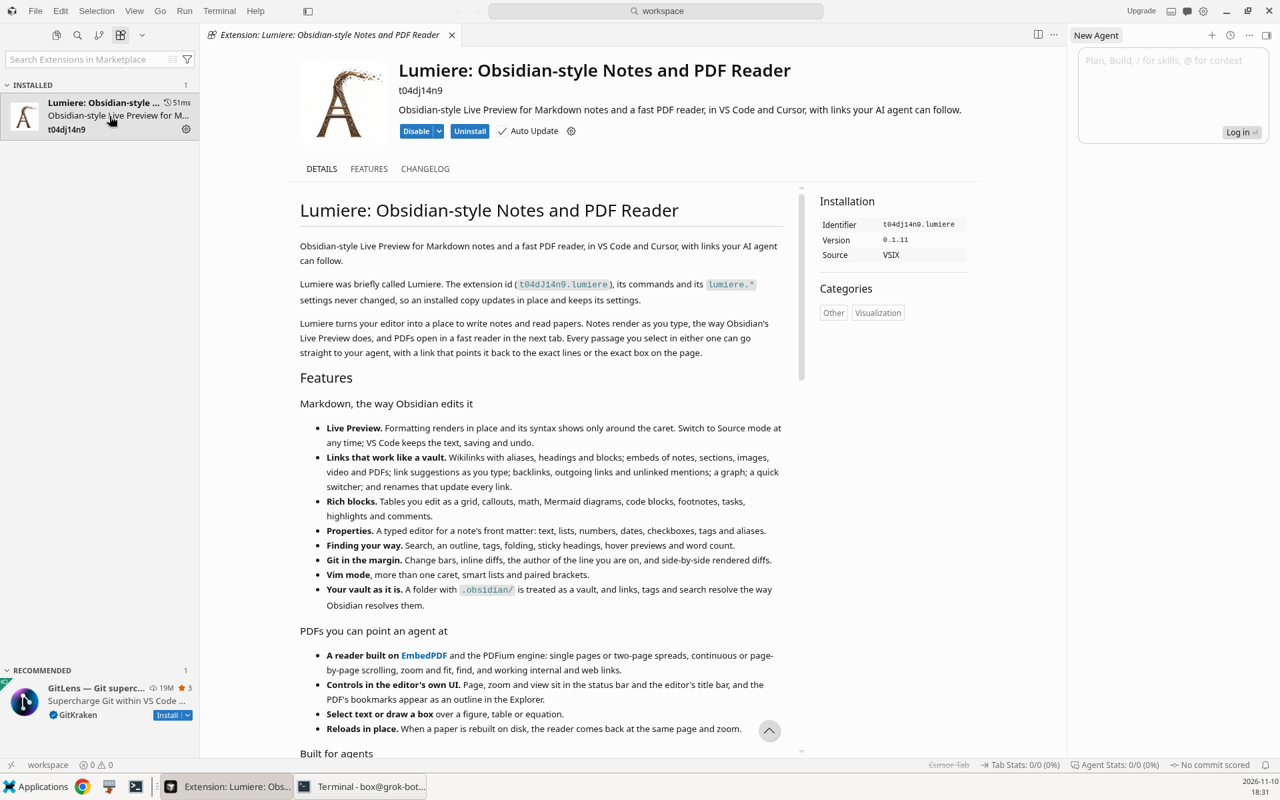 File Edit Selection View Go Run Terminal Help
workspace
Upgrade
Extension: Lumiere: Obsidian-style Notes and PDF Reader
New Agent
Search Extensions in Marketplace
INSTALLED 1
Lumiere: Obsidian-style ... 51ms
Obsidian-style Live Preview for M...
t04dj14n9
Lumiere: Obsidian-style Notes and PDF Reader
t04dj14n9
Obsidian-style Live Preview for Markdown notes and a fast PDF reader, in VS Code and Cursor, with links your AI agent can follow.
Disable Uninstall Auto Update
DETAILS FEATURES CHANGELOG
Lumiere: Obsidian-style Notes and PDF Reader
Obsidian-style Live Preview for Markdown notes and a fast PDF reader, in VS Code and Cursor, with links your AI agent
can follow.
Lumiere was briefly called Lumiere. The extension id (t04dJ14n9.lumiere), its commands and its lumiere.*
settings never changed, so an installed copy updates in place and keeps its settings.
Lumiere turns your editor into a place to write notes and read papers. Notes render as you type, the way Obsidian's
Live Preview does, and PDFs open in a fast reader in the next tab. Every passage you select in either one can go
straight to your agent, with a link that points it back to the exact lines or the exact box on the page.
Features
Markdown, the way Obsidian edits it
• Live Preview. Formatting renders in place and its syntax shows only around the caret. Switch to Source mode at
any time; VS Code keeps the text, saving and undo.
• Links that work like a vault. Wikilinks with aliases, headings and blocks; embeds of notes, sections, images,
video and PDFs; link suggestions as you type; backlinks, outgoing links and unlinked mentions; a graph; a quick
switcher; and renames that update every link.
• Rich blocks. Tables you edit as a grid, callouts, math, Mermaid diagrams, code blocks, footnotes, tasks,
highlights and comments.
• Properties. A typed editor for a note's front matter: text, lists, numbers, dates, checkboxes, tags and aliases.
• Finding your way. Search, an outline, tags, folding, sticky headings, hover previews and word count.
• Git in the margin. Change bars, inline diffs, the author of the line you are on, and side-by-side rendered diffs.
• Vim mode, more than one caret, smart lists and paired brackets.
• Your vault as it is. A folder with .obsidian/ is treated as a vault, and links, tags and search resolve the way
Obsidian resolves them.
PDFs you can point an agent at
• A reader built on EmbedPDF and the PDFium engine: single pages or two-page spreads, continuous or page-
by-page scrolling, zoom and fit, find, and working internal and web links.
• Controls in the editor's own UI. Page, zoom and view sit in the status bar and the editor's title bar, and the
PDF's bookmarks appear as an outline in the Explorer.
• Select text or draw a box over a figure, table or equation.
• Reloads in place. When a paper is rebuilt on disk, the reader comes back at the same page and zoom.
Built for agents
Installation
Identifier t04dj14n9.lumiere
Version 0.1.11
Source VSIX
Categories
Other Visualization
Plan, Build, / for skills, @ for context
Log in
RECOMMENDED 1
GitLens — Git superc... 19M 3
Supercharge Git within VS Code ...
GitKraken Install
workspace 0 0
Cursor Tab Tab Stats: 0/0 (0%) Agent Stats: 0/0 (0%) No commit scored
Applications Extension: Lumiere: Obs... Terminal - box@grok-bot...
2026-11-10
18:31